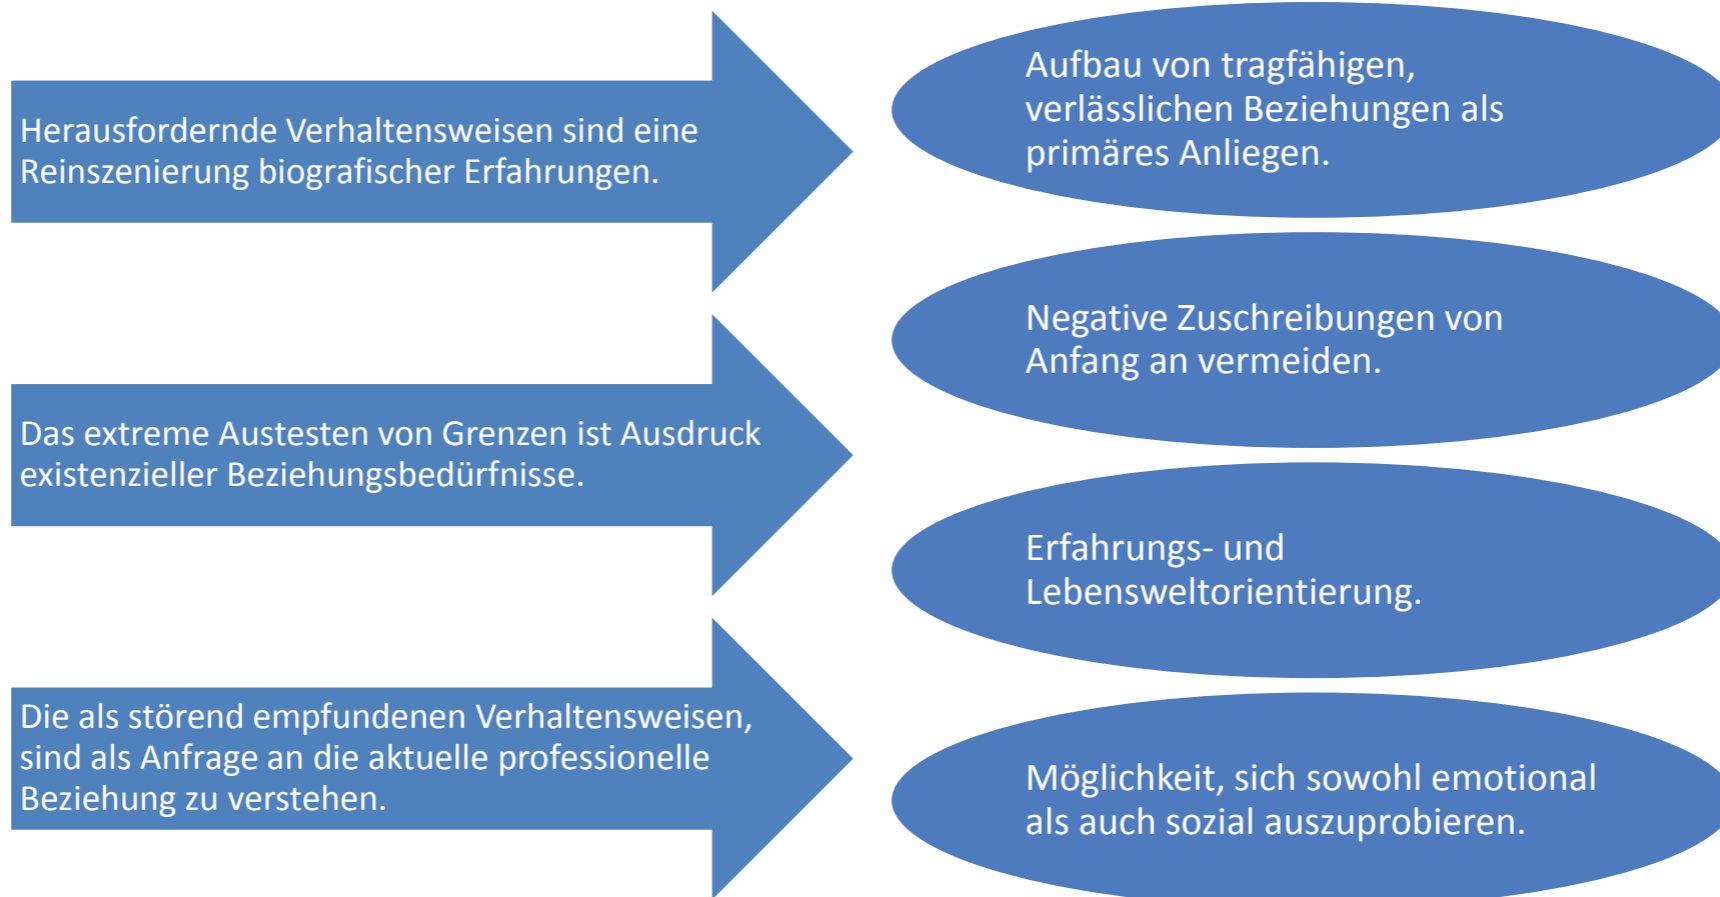 Herausfordernde Verhaltensweisen sind eine
Reinszenierung biografischer Erfahrungen.
Das extreme Austesten von Grenzen ist Ausdruck
existenzieller Beziehungsbedürfnisse.
Die als störend empfundenen Verhaltensweisen,
sind als Anfrage an die aktuelle professionelle
Beziehung zu verstehen.
Aufbau von tragfähigen,
verlässlichen Beziehungen als
primäres Anliegen.
Negative Zuschreibungen von
Anfang an vermeiden.
Erfahrungs- und
Lebensweltorientierung.
Möglichkeit, sich sowohl emotional
als auch sozial auszuprobieren.